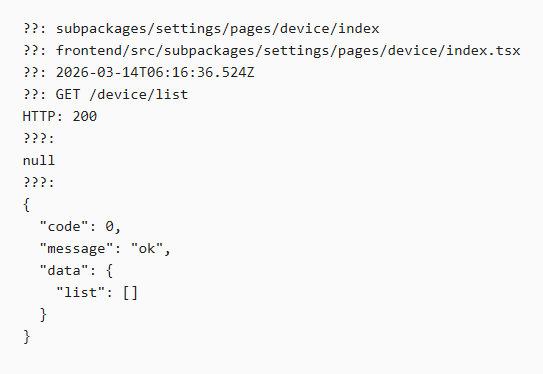 ??: subpackages/settings/pages/device/index
??: frontend/src/subpackages/settings/pages/device/index.tsx
??: 2026-03-14T06:16:36.524Z
??: GET /device/list
HTTP: 200
???:
null
???:
{
  "code": 0,
  "message": "ok",
  "data": {
    "list": []
  }
}